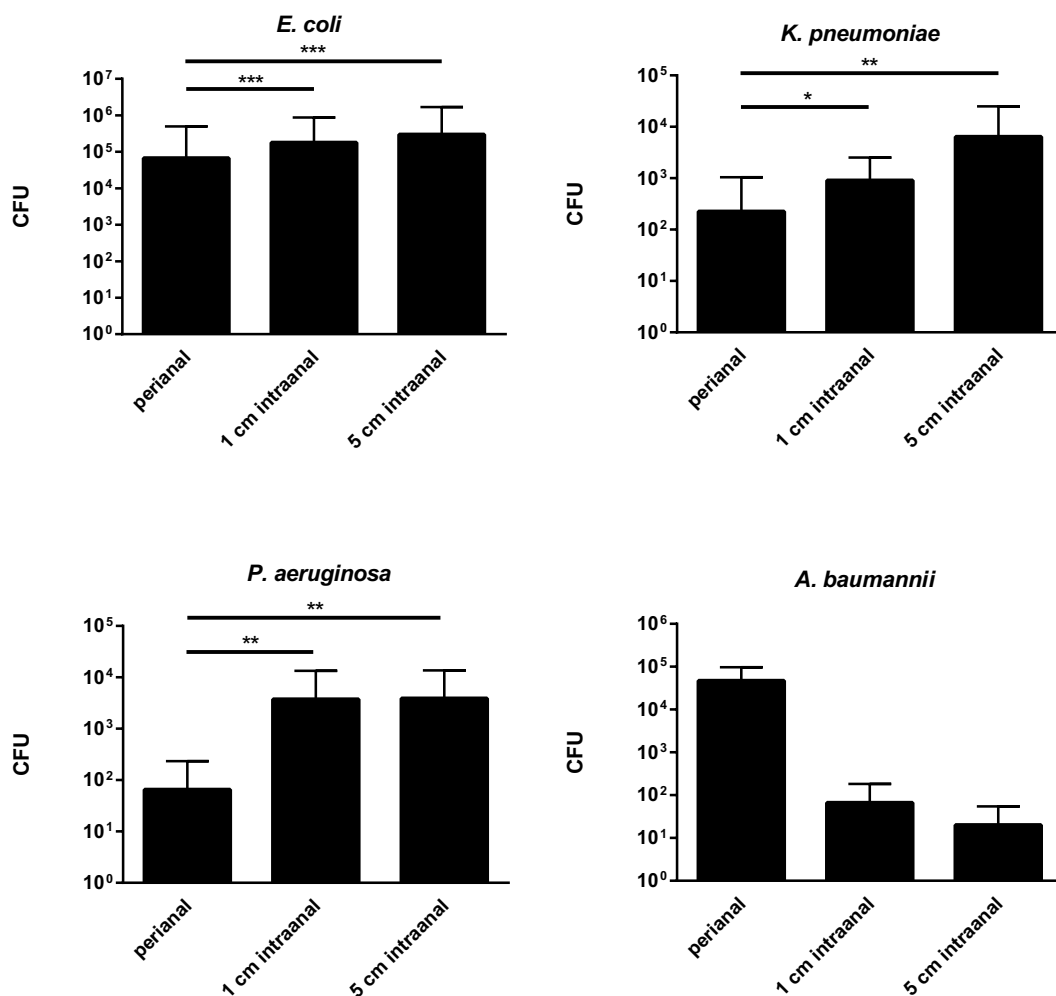 E. coli
***
***
10⁷
10⁶
10⁵
10⁴
10³
10²
10¹
10⁰
CFU
perianal
1 cm intraanal
5 cm intraanal
K. pneumoniae
**
*
10⁵
10⁴
10³
10²
10¹
10⁰
CFU
perianal
1 cm intraanal
5 cm intraanal
P. aeruginosa
**
**
10⁵
10⁴
10³
10²
10¹
10⁰
CFU
perianal
1 cm intraanal
5 cm intraanal
A. baumannii
10⁶
10⁵
10⁴
10³
10²
10¹
10⁰
CFU
perianal
1 cm intraanal
5 cm intraanal